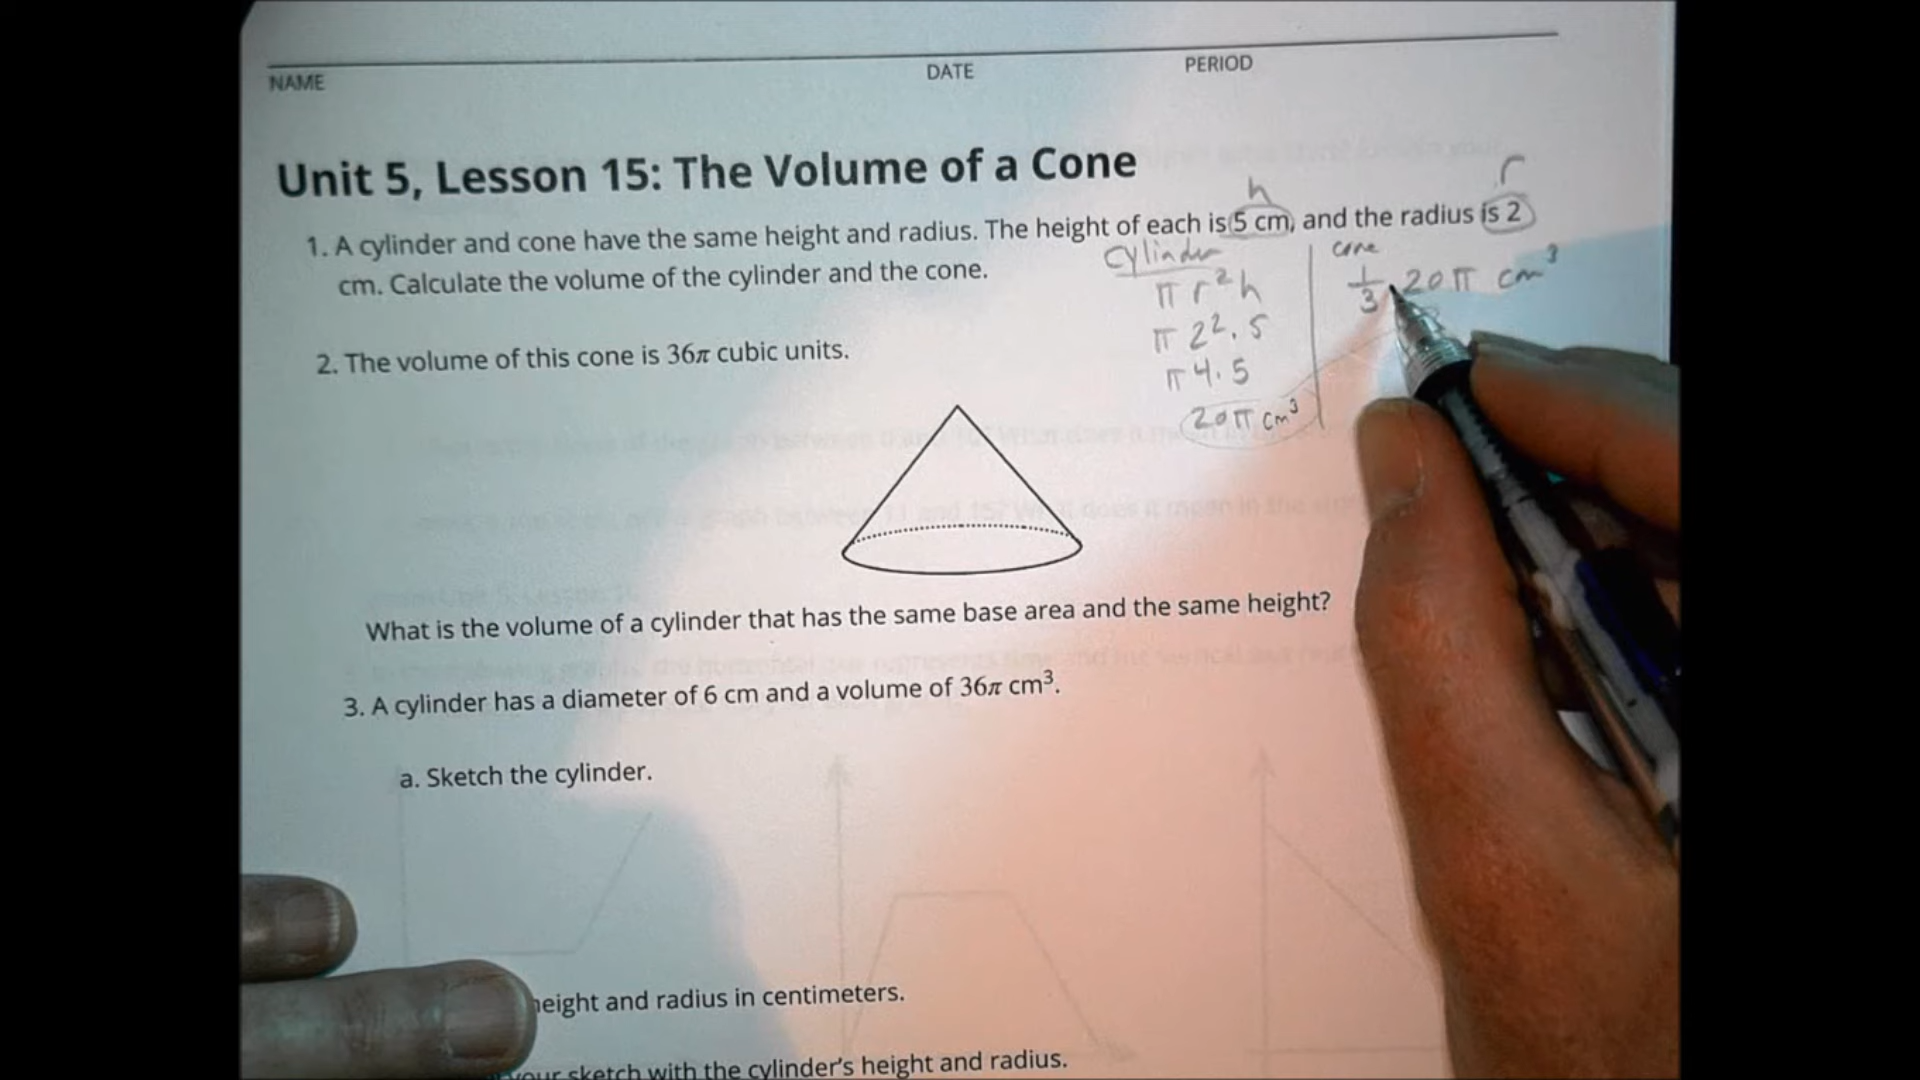 NAME DATE PERIOD
Unit 5, Lesson 15: The Volume of a Cone
h r
1. A cylinder and cone have the same height and radius. The height of each is 5 cm, and the radius is 2
cm. Calculate the volume of the cylinder and the cone.
cylinder
π r² h
π 2² · 5
π 4 · 5
20π cm³
cone
1/3 · 20π cm³
2. The volume of this cone is 36π cubic units.
What is the volume of a cylinder that has the same base area and the same height?
3. A cylinder has a diameter of 6 cm and a volume of 36π cm³.
a. Sketch the cylinder.
height and radius in centimeters.
your sketch with the cylinder's height and radius.